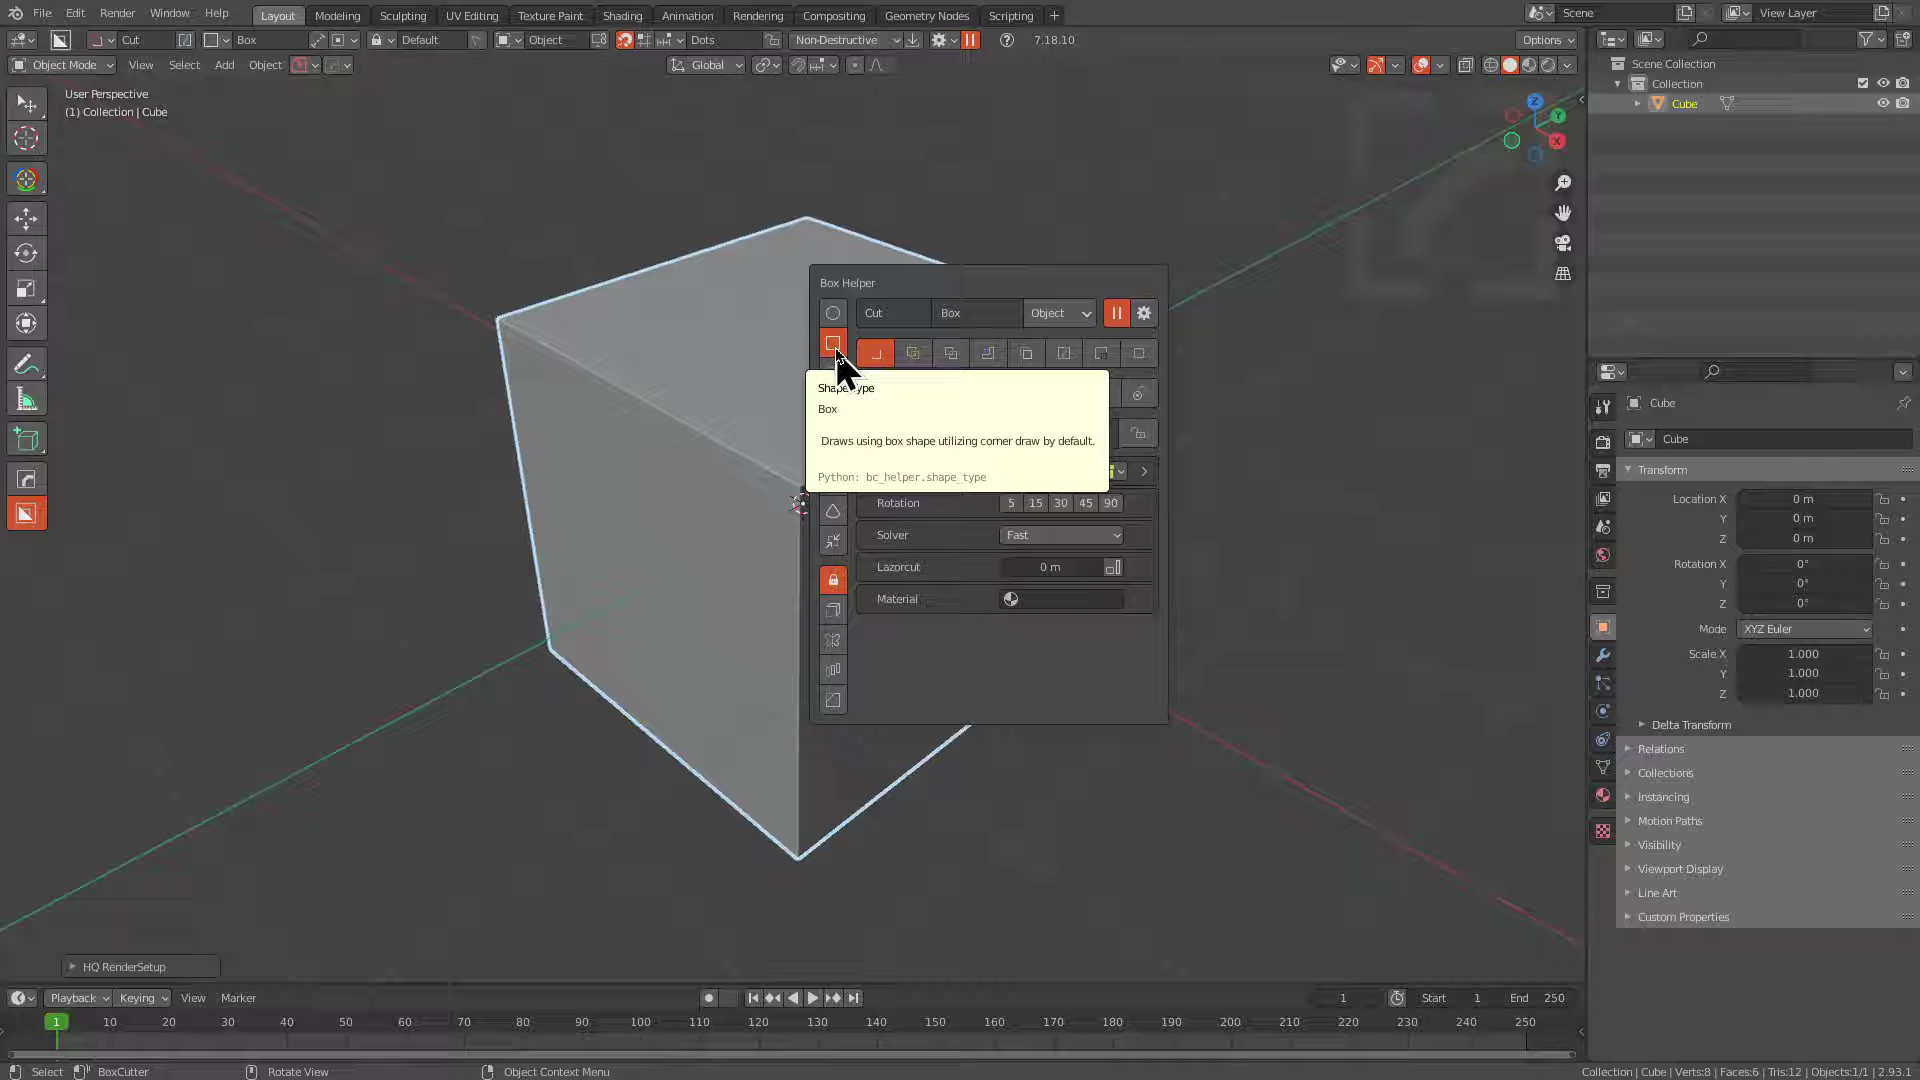 File Edit Render Window Help Layout Modeling Sculpting UV Editing Texture Paint Shading Animation Rendering Compositing Geometry Nodes Scripting + Scene View Layer
Cut Box Default Object Dots Non-Destructive 7.18.10 Options
Object Mode View Select Add Object Global
User Perspective
(1) Collection | Cube
Scene Collection
Collection
Cube
Z
Y
X
Box Helper
Cut Box Object
Shape Type
Box
Draws using box shape utilizing corner draw by default.
Python: bc_helper.shape_type
Rotation 5 15 30 45 90
Solver Fast
Lazorcut 0 m
Material
Cube
Cube
Transform
Location X 0 m
Y 0 m
Z 0 m
Rotation X 0°
Y 0°
Z 0°
Mode XYZ Euler
Scale X 1.000
Y 1.000
Z 1.000
Delta Transform
Relations
Collections
Instancing
Motion Paths
Visibility
Viewport Display
Line Art
Custom Properties
HQ RenderSetup
Playback Keying View Marker 1 Start 1 End 250
1 10 20 30 40 50 60 70 80 90 100 110 120 130 140 150 160 170 180 190 200 210 220 230 240 250
Select BoxCutter Rotate View Object Context Menu Collection | Cube | Verts:8 | Faces:6 | Tris:12 | Objects:1/1 | 2.93.1